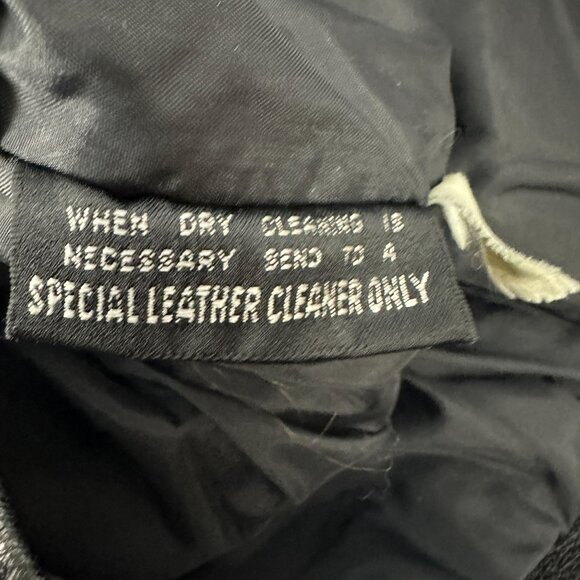 WHEN DRY CLEANING IS
NECESSARY SEND TO A
SPECIAL LEATHER CLEANER ONLY